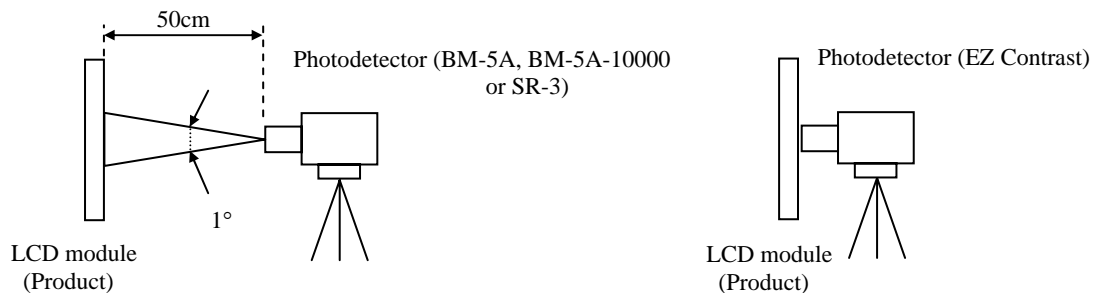 50cm
Photodetector (BM-5A, BM-5A-10000
or SR-3)
1°
LCD module
(Product)
Photodetector (EZ Contrast)
LCD module
(Product)